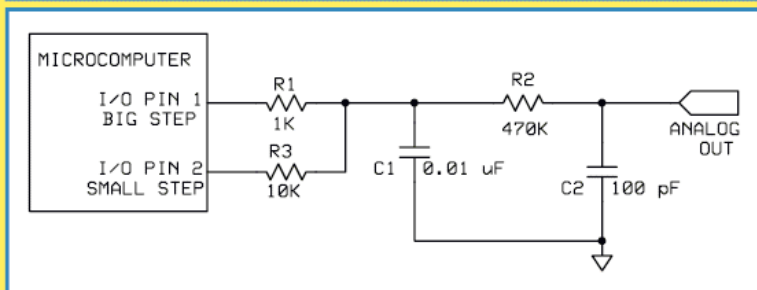 MICROCOMPUTER
I/O PIN 1
BIG STEP
I/O PIN 2
SMALL STEP
R1
1K
R3
10K
C1
0.01 uF
R2
470K
C2
100 pF
ANALOG
OUT